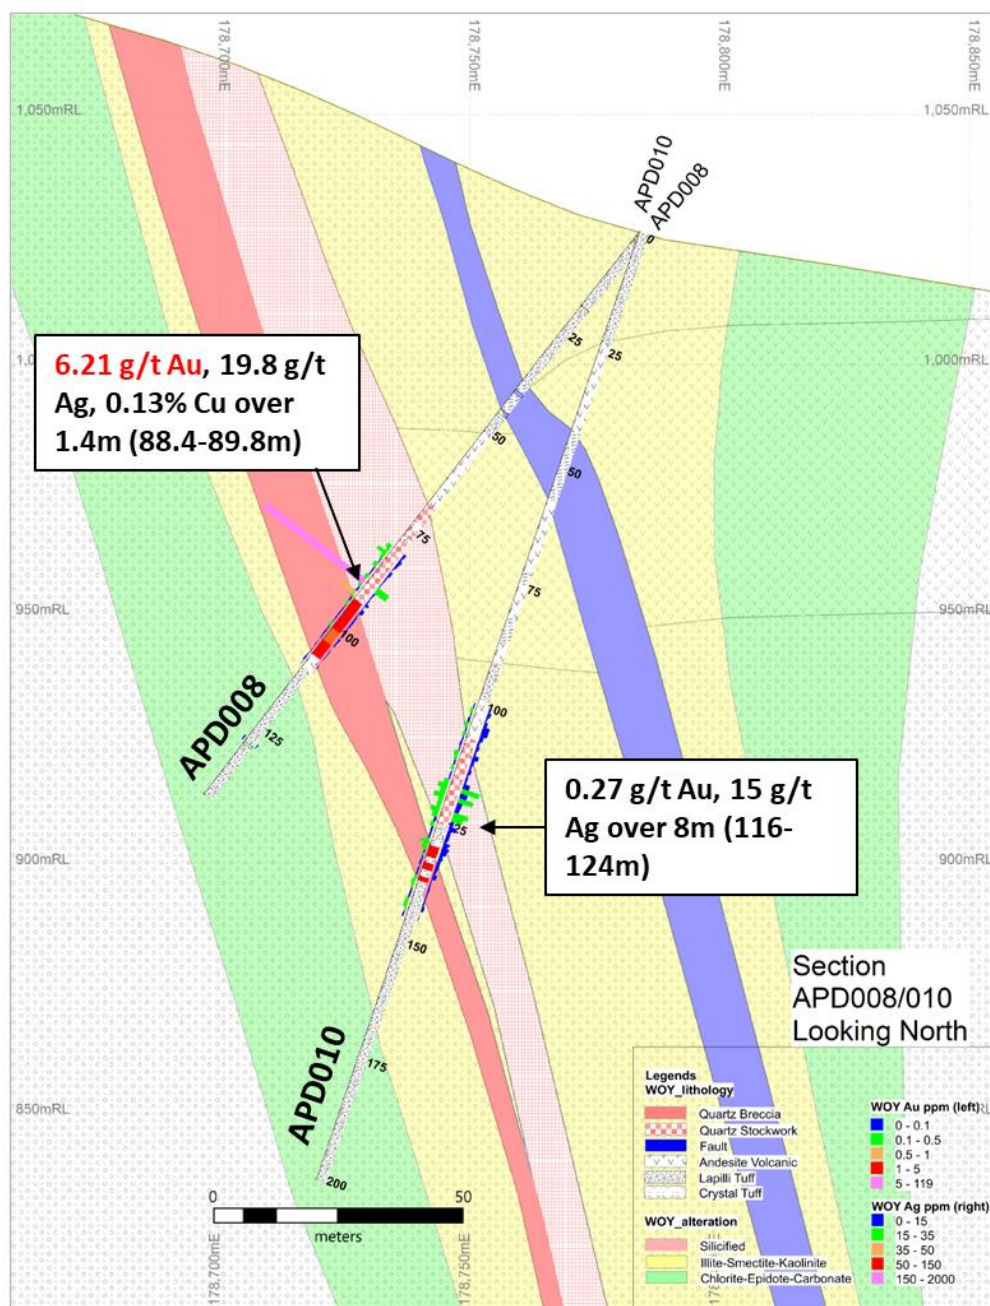 178,700mE
178,750mE
178,800mE
178,850mE
1,050mRL
1,050mRL
APD010
APD008
0
25
25
1,000mRL
6.21 g/t Au, 19.8 g/t
Ag, 0.13% Cu over
1.4m (88.4-89.8m)
50
50
75
75
950mRL
950mRL
100
100
APD008
125
0.27 g/t Au, 15 g/t
Ag over 8m (116-
124m)
25
900mRL
900mRL
150
Section
APD008/010
Looking North
APD010
175
850mRL
200
0
50
meters
178,700mE
178,750mE
Legends
WOY_lithology
Quartz Breccia
Quartz Stockwork
Fault
Andesite Volcanic
Lapilli Tuff
Crystal Tuff
WOY_alteration
Silicified
Illite-Smectite-Kaolinite
Chlorite-Epidote-Carbonate
WOY Au ppm (left)
0 - 0.1
0.1 - 0.5
0.5 - 1
1 - 5
5 - 119
WOY Ag ppm (right)
0 - 15
15 - 35
35 - 50
50 - 150
150 - 2000